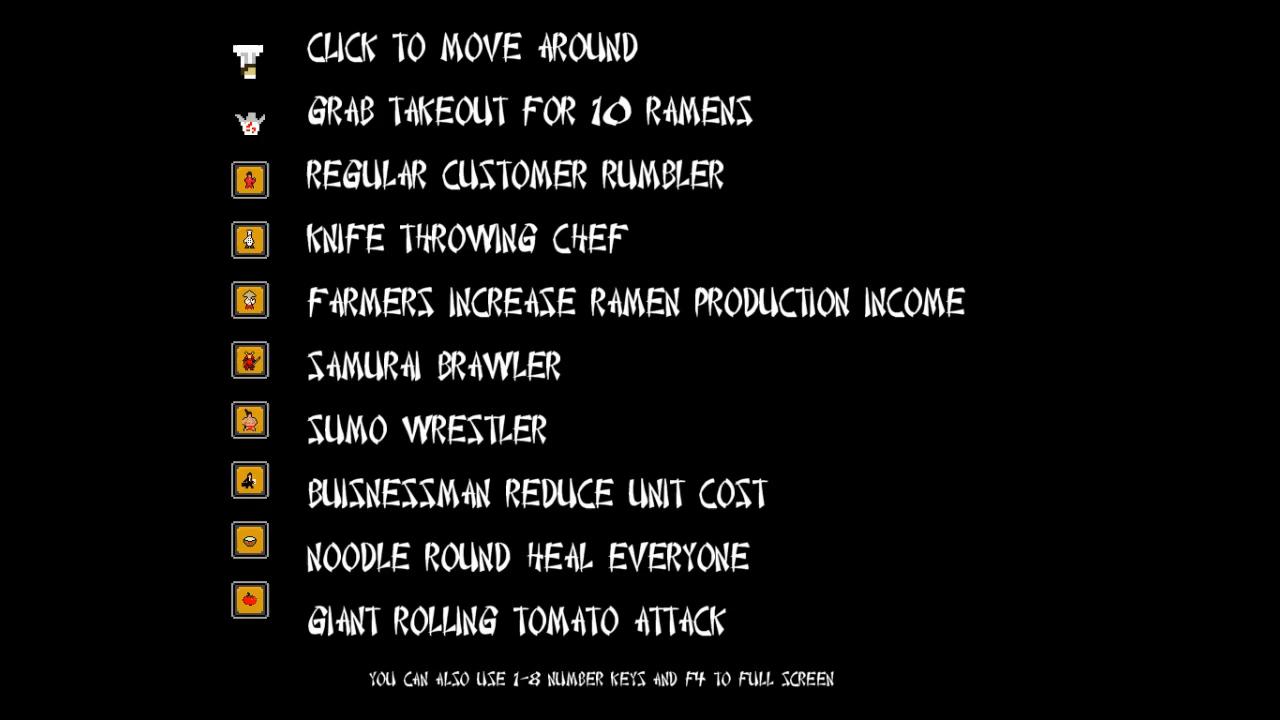 CLICK TO MOVE AROUND
GRAB TAKEOUT FOR 10 RAMENS
REGULAR CUSTOMER RUMBLER
KNIFE THROWING CHEF
FARMERS INCREASE RAMEN PRODUCTION INCOME
SAMURAI BRAWLER
SUMO WRESTLER
BUISNESSMAN REDUCE UNIT COST
NOODLE ROUND HEAL EVERYONE
GIANT ROLLING TOMATO ATTACK
YOU CAN ALSO USE 1-8 NUMBER KEYS AND F4 TO FULL SCREEN